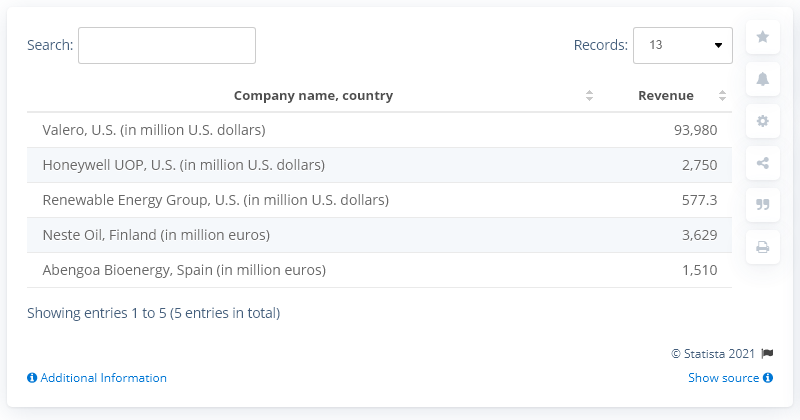 Search:
Records: 13
Company name, country Revenue
Valero, U.S. (in million U.S. dollars) 93,980
Honeywell UOP, U.S. (in million U.S. dollars) 2,750
Renewable Energy Group, U.S. (in million U.S. dollars) 577.3
Neste Oil, Finland (in million euros) 3,629
Abengoa Bioenergy, Spain (in million euros) 1,510
Showing entries 1 to 5 (5 entries in total)
© Statista 2021
Additional Information Show source